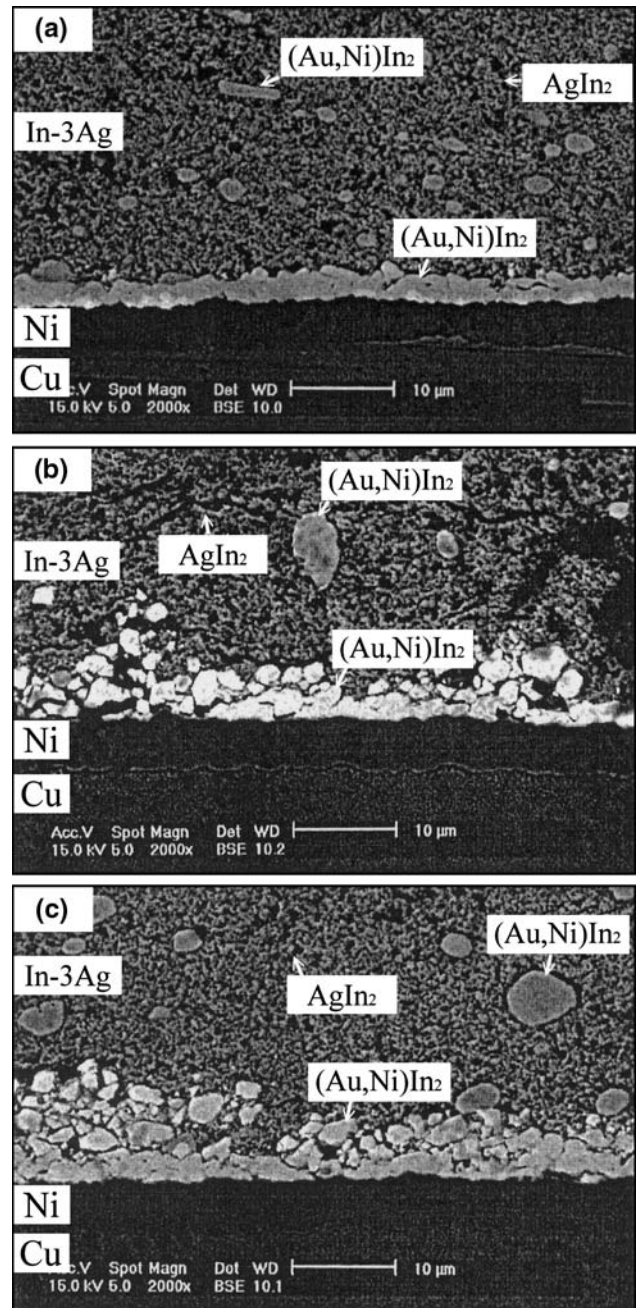 (a)
(Au,Ni)In₂
AgIn₂
In-3Ag
(Au,Ni)In₂
Ni
Cu
cc.V Spot Magn Det WD 10 µm
15.0 kV 5.0 2000x BSE 10.0
(b)
(Au,Ni)In₂
AgIn₂
In-3Ag
(Au,Ni)In₂
Ni
Cu
Acc.V Spot Magn Det WD 10 µm
15.0 kV 5.0 2000x BSE 10.2
(c)
(Au,Ni)In₂
In-3Ag
AgIn₂
(Au,Ni)In₂
Ni
Cu
Acc.V Spot Magn Det WD 10 µm
15.0 kV 5.0 2000x BSE 10.1